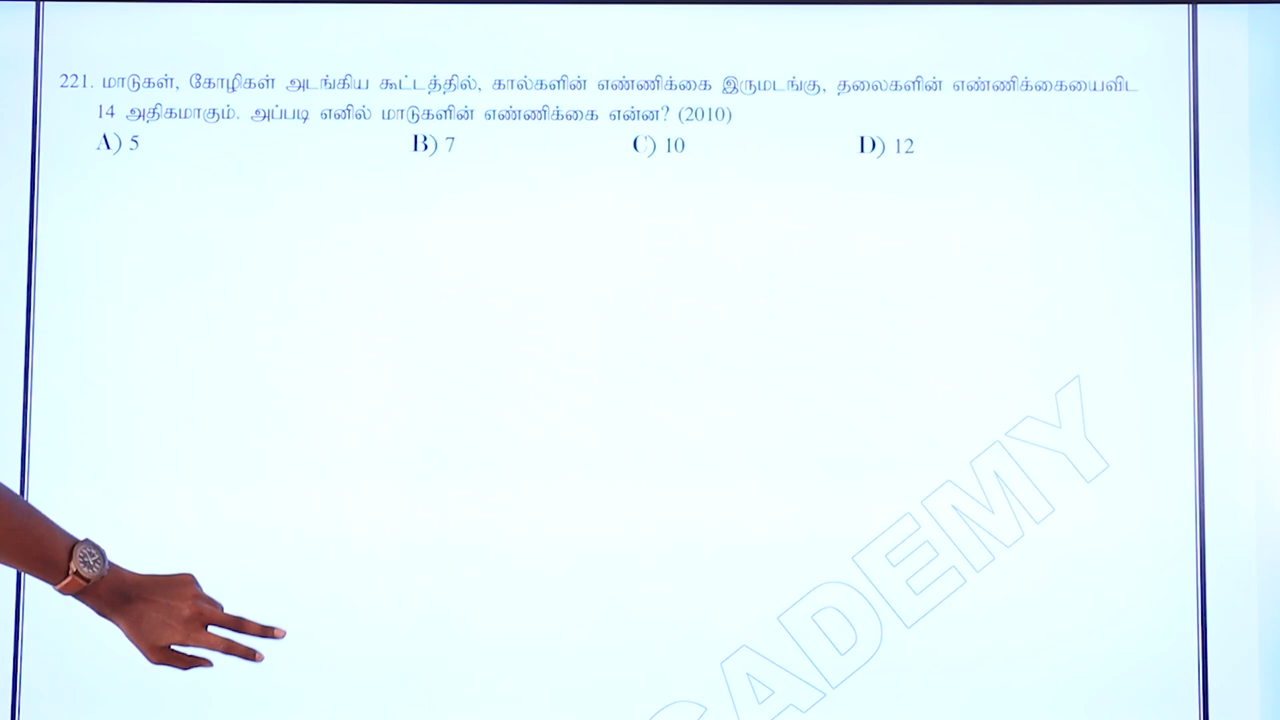 221. மாடுகள், கோழிகள் அடங்கிய கூட்டத்தில், கால்களின் எண்ணிக்கை இருமடங்கு, தலைகளின் எண்ணிக்கையைவிட
14 அதிகமாகும். அப்படி எனில் மாடுகளின் எண்ணிக்கை என்ன? (2010)
A) 5 B) 7 C) 10 D) 12
CADEMY